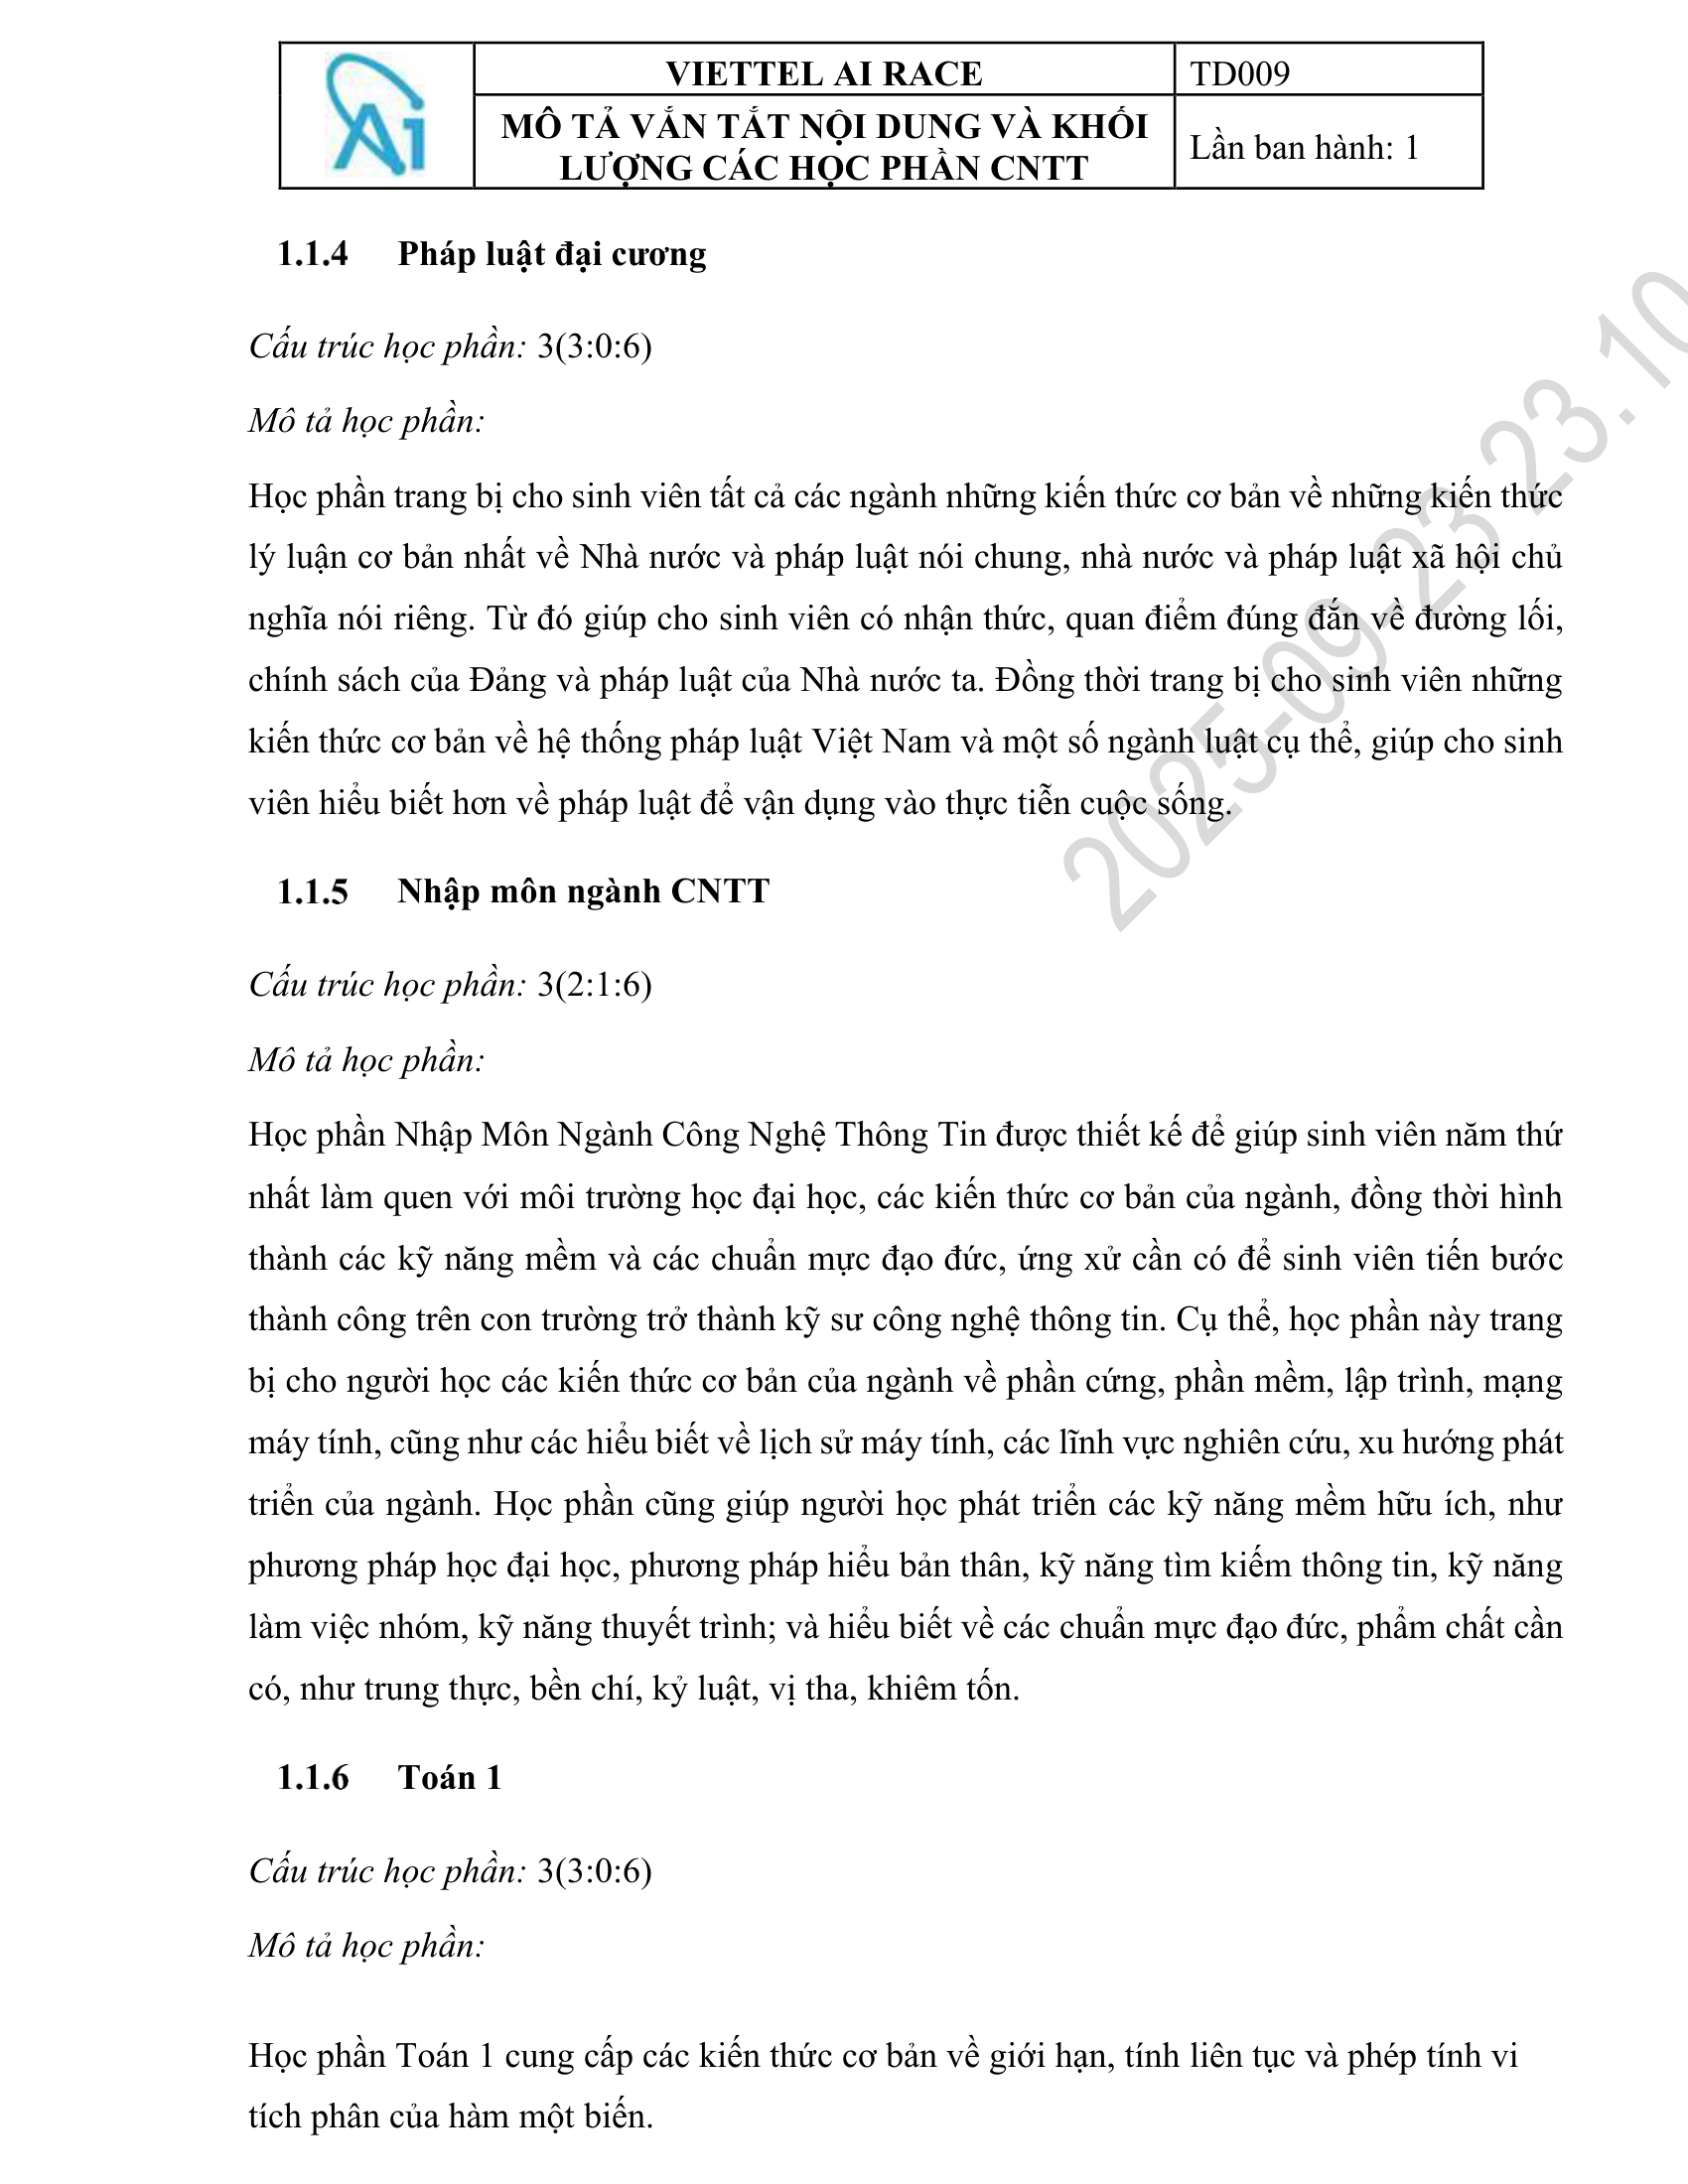 Ai
VIETTEL AI RACE
TD009
MÔ TẢ VẮN TẮT NỘI DUNG VÀ KHỐI
LƯỢNG CÁC HỌC PHẦN CNTT
Lần ban hành: 1
1.1.4 Pháp luật đại cương
Cấu trúc học phần: 3(3:0:6)
Mô tả học phần:
Học phần trang bị cho sinh viên tất cả các ngành những kiến thức cơ bản về những kiến thức
lý luận cơ bản nhất về Nhà nước và pháp luật nói chung, nhà nước và pháp luật xã hội chủ
nghĩa nói riêng. Từ đó giúp cho sinh viên có nhận thức, quan điểm đúng đắn về đường lối,
chính sách của Đảng và pháp luật của Nhà nước ta. Đồng thời trang bị cho sinh viên những
kiến thức cơ bản về hệ thống pháp luật Việt Nam và một số ngành luật cụ thể, giúp cho sinh
viên hiểu biết hơn về pháp luật để vận dụng vào thực tiễn cuộc sống.
2025-09-23 23.10
1.1.5 Nhập môn ngành CNTT
Cấu trúc học phần: 3(2:1:6)
Mô tả học phần:
Học phần Nhập Môn Ngành Công Nghệ Thông Tin được thiết kế để giúp sinh viên năm thứ
nhất làm quen với môi trường học đại học, các kiến thức cơ bản của ngành, đồng thời hình
thành các kỹ năng mềm và các chuẩn mực đạo đức, ứng xử cần có để sinh viên tiến bước
thành công trên con trường trở thành kỹ sư công nghệ thông tin. Cụ thể, học phần này trang
bị cho người học các kiến thức cơ bản của ngành về phần cứng, phần mềm, lập trình, mạng
máy tính, cũng như các hiểu biết về lịch sử máy tính, các lĩnh vực nghiên cứu, xu hướng phát
triển của ngành. Học phần cũng giúp người học phát triển các kỹ năng mềm hữu ích, như
phương pháp học đại học, phương pháp hiểu bản thân, kỹ năng tìm kiếm thông tin, kỹ năng
làm việc nhóm, kỹ năng thuyết trình; và hiểu biết về các chuẩn mực đạo đức, phẩm chất cần
có, như trung thực, bền chí, kỷ luật, vị tha, khiêm tốn.
1.1.6 Toán 1
Cấu trúc học phần: 3(3:0:6)
Mô tả học phần:
Học phần Toán 1 cung cấp các kiến thức cơ bản về giới hạn, tính liên tục và phép tính vi
tích phân của hàm một biến.